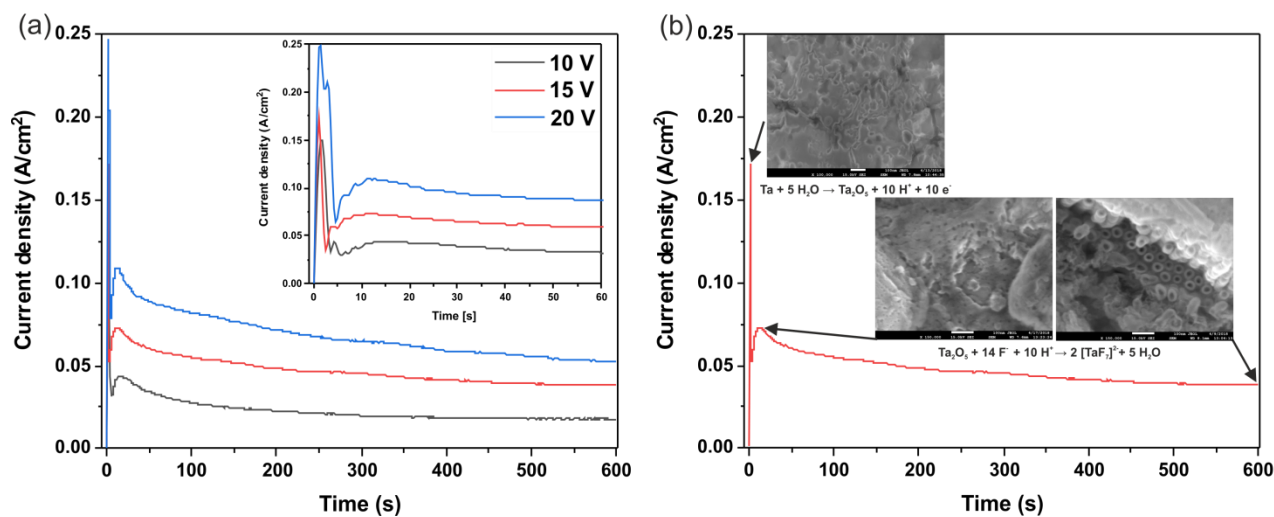 (a)
0.25
0.20
0.15
0.10
0.05
0.00
0 100 200 300 400 500 600
Time (s)
Current density (A/cm²)
0.25
0.20
0.15
0.10
0.05
0.00
0 10 20 30 40 50 60
Time [s]
Current density (A/cm²)
10 V
15 V
20 V
(b)
0.25
0.20
0.15
0.10
0.05
0.00
0 100 200 300 400 500 600
Time (s)
Current density (A/cm²)
Ta + 5 H₂O → Ta₂O₅ + 10 H⁺ + 10 e⁻
Ta₂O₅ + 14 F⁻ + 10 H⁺ → 2 [TaF₇]²⁻ + 5 H₂O